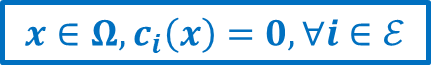 x ∈ Ω, cᵢ(x) = 0, ∀i ∈ ℰ